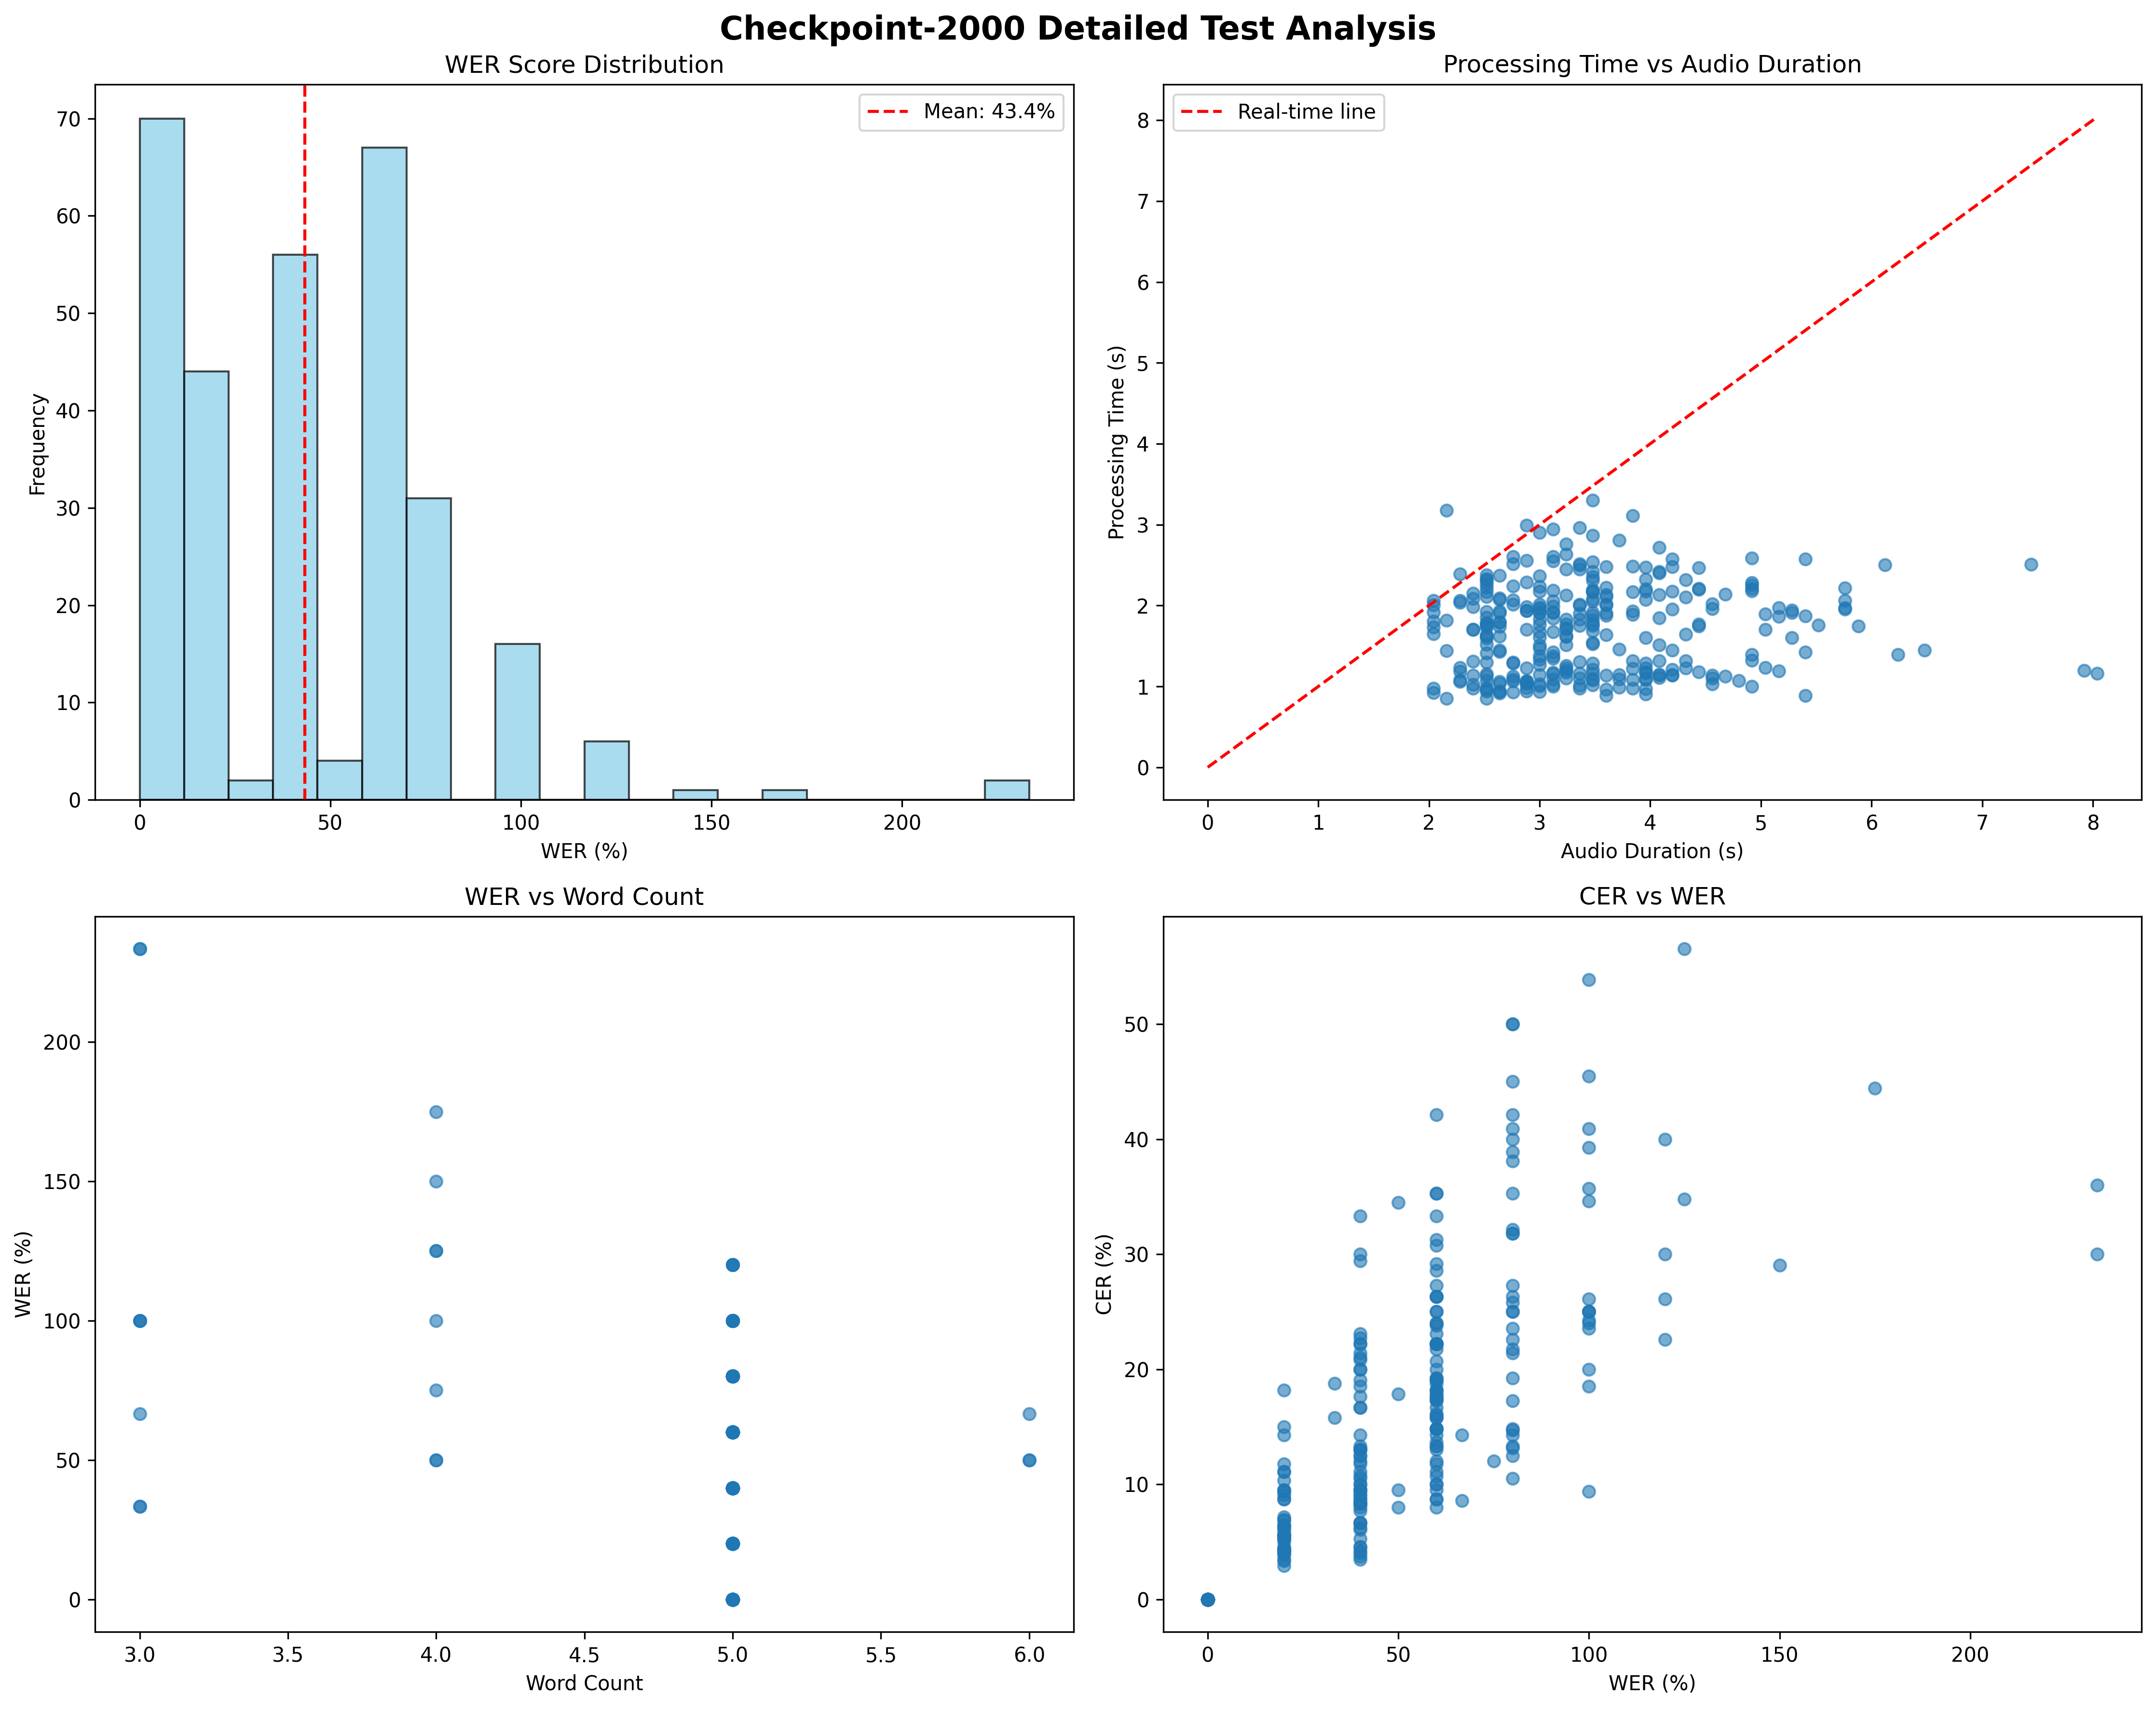 Checkpoint-2000 Detailed Test Analysis
WER Score Distribution
Mean: 43.4%
70
60
50
40
30
20
10
0
Frequency
0 50 100 150 200
WER (%)
Processing Time vs Audio Duration
Real-time line
8
7
6
5
4
3
2
1
0
Processing Time (s)
0 1 2 3 4 5 6 7 8
Audio Duration (s)
WER vs Word Count
200
150
100
50
0
WER (%)
3.0 3.5 4.0 4.5 5.0 5.5 6.0
Word Count
CER vs WER
50
40
30
20
10
0
CER (%)
0 50 100 150 200
WER (%)